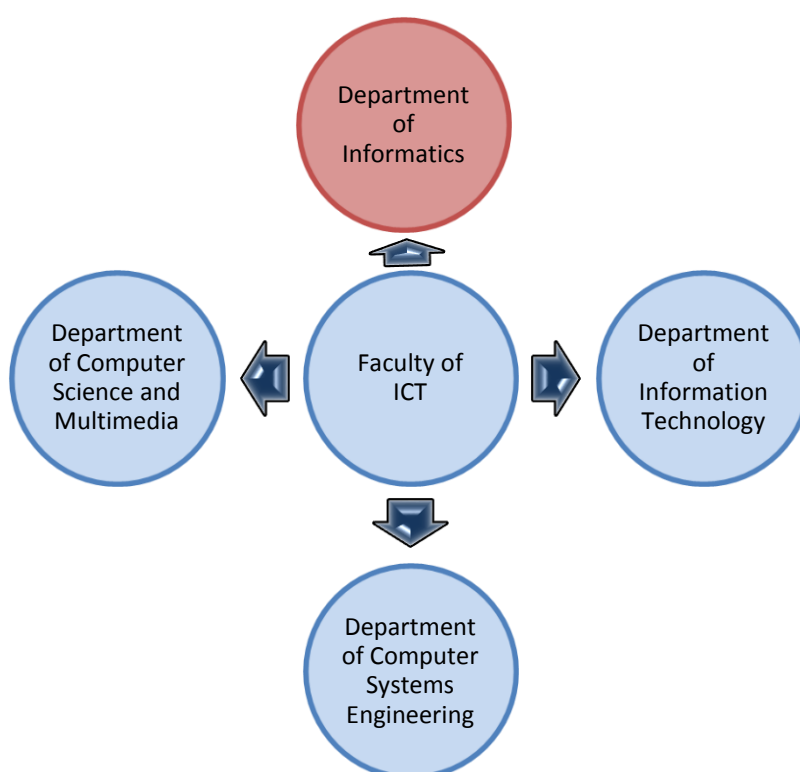 Department
of
Informatics
Department
of Computer
Science and
Multimedia
Faculty of
ICT
Department
of
Information
Technology
Department
of Computer
Systems
Engineering